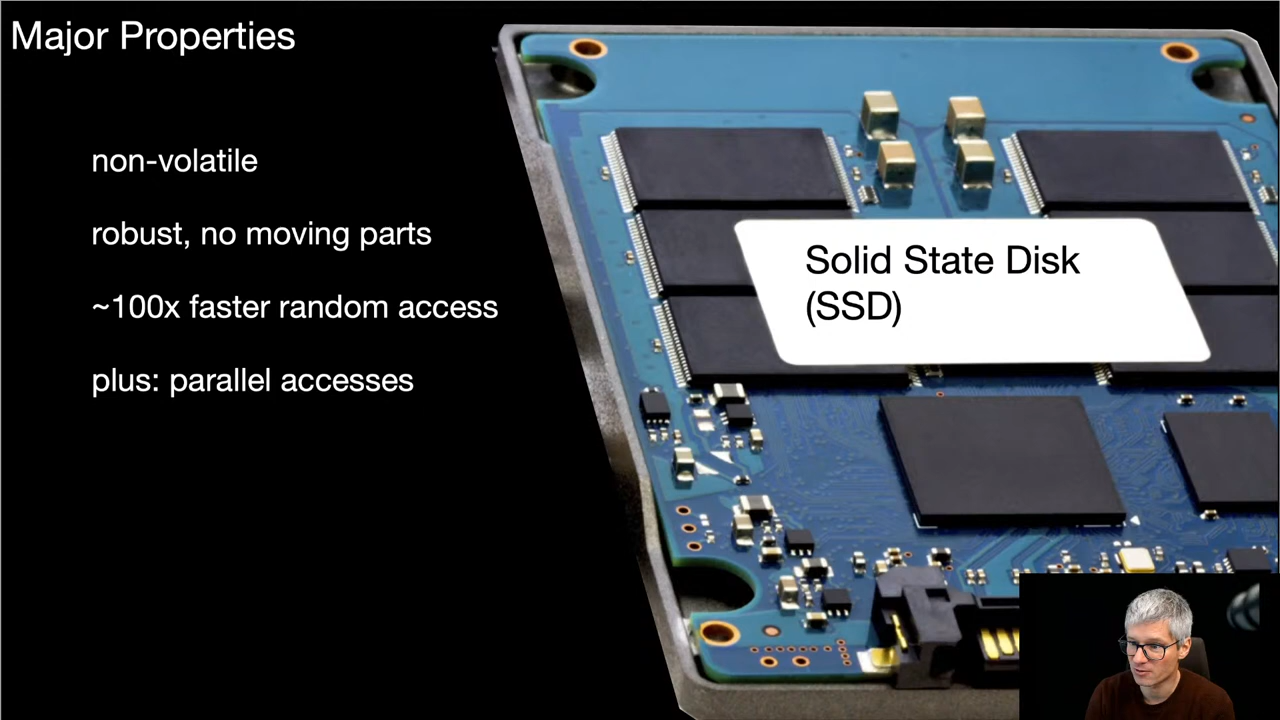 Major Properties
non-volatile
robust, no moving parts
~100x faster random access
plus: parallel accesses
Solid State Disk
(SSD)